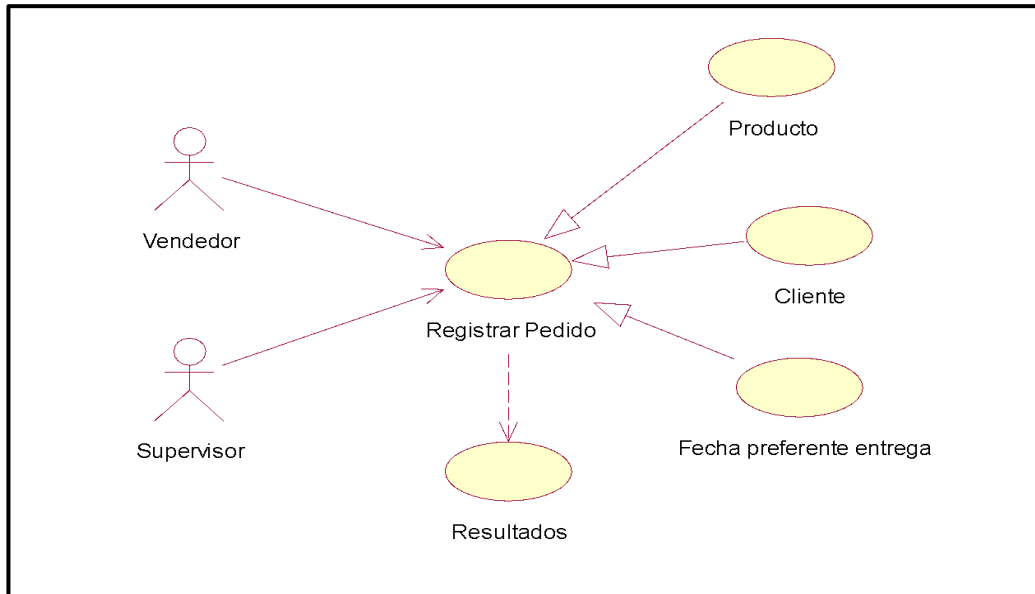 Producto
Vendedor
Cliente
Registrar Pedido
Supervisor
Fecha preferente entrega
Resultados